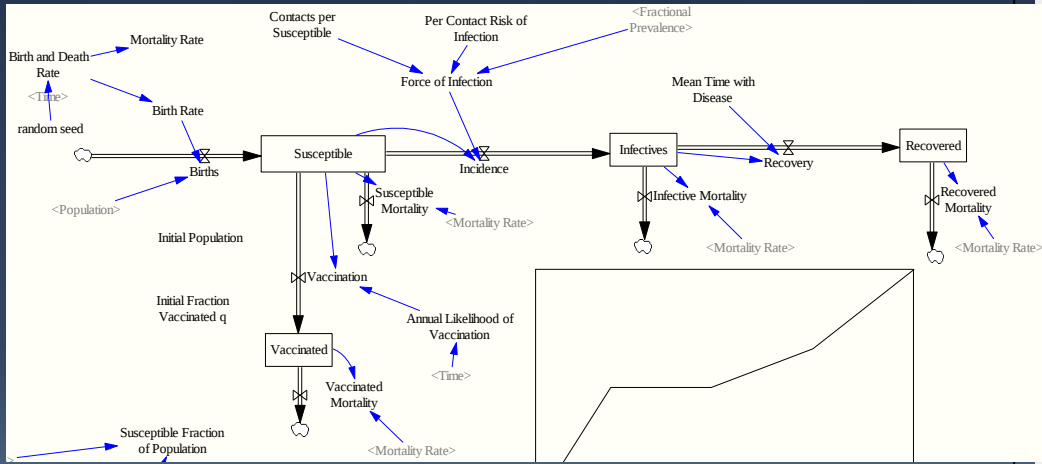 Contacts per
Susceptible
Per Contact Risk of
Infection
<Fractional
Prevalence>
Mortality Rate
Birth and Death
Rate
<Time>
random seed
Birth Rate
Force of Infection
Mean Time with
Disease
Susceptible
Births
Incidence
Infectives
Recovery
Recovered
<Population>
Susceptible
Mortality
<Mortality Rate>
Infective Mortality
<Mortality Rate>
Recovered
Mortality
<Mortality Rate>
Initial Population
Vaccination
Initial Fraction
Vaccinated q
Annual Likelihood of
Vaccination
<Time>
Vaccinated
Vaccinated
Mortality
<Mortality Rate>
Susceptible Fraction
of Population
>